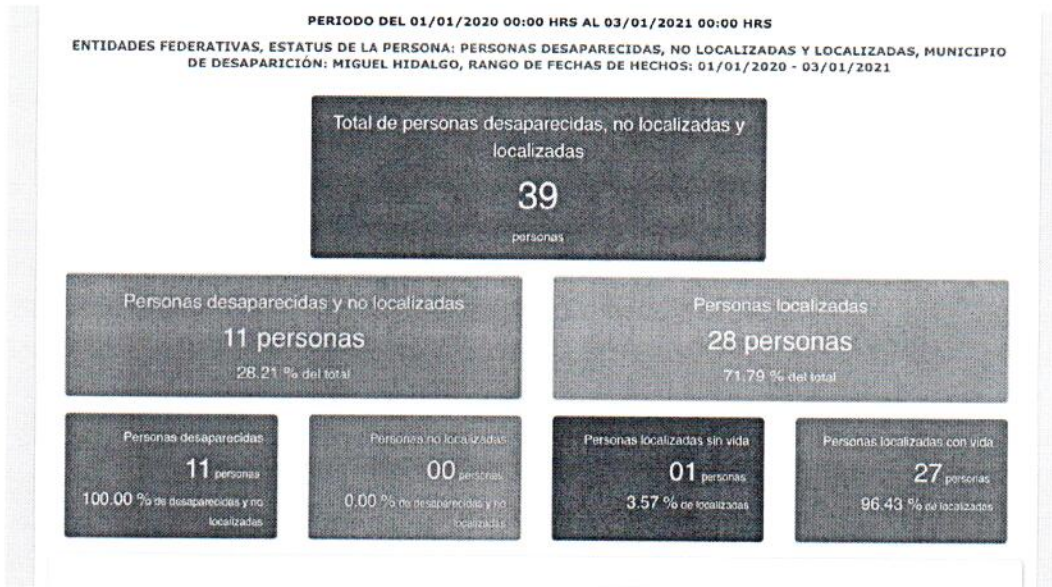 PERIODO DEL 01/01/2020 00:00 HRS AL 03/01/2021 00:00 HRS
ENTIDADES FEDERATIVAS, ESTATUS DE LA PERSONA: PERSONAS DESAPARECIDAS, NO LOCALIZADAS Y LOCALIZADAS, MUNICIPIO
DE DESAPARICIÓN: MIGUEL HIDALGO, RANGO DE FECHAS DE HECHOS: 01/01/2020 - 03/01/2021
Total de personas desaparecidas, no localizadas y
localizadas
39
personas
Personas desaparecidas y no localizadas
11 personas
28.21 % del total
Personas localizadas
28 personas
71.79 % del total
Personas desaparecidas
11 personas
100.00 % de desaparecidas y no
localizadas
Personas no localizadas
00 personas
0.00 % de desaparecidas y no
localizadas
Personas localizadas sin vida
01 personas
3.57 % de localizadas
Personas localizadas con vida
27 personas
96.43 % de localizadas